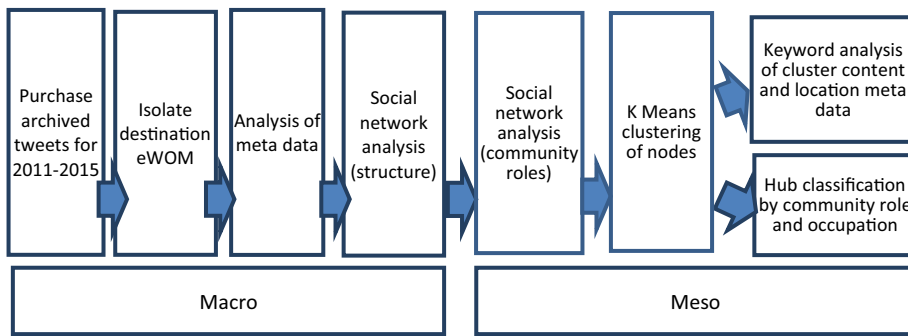 Purchase
archived
tweets for
2011-2015
Isolate
destination
eWOM
Analysis of
meta data
Social
network
analysis
(structure)
Social
network
analysis
(community
roles)
K Means
clustering
of nodes
Keyword analysis
of cluster content
and location meta
data
Hub classification
by community role
and occupation
Macro
Meso